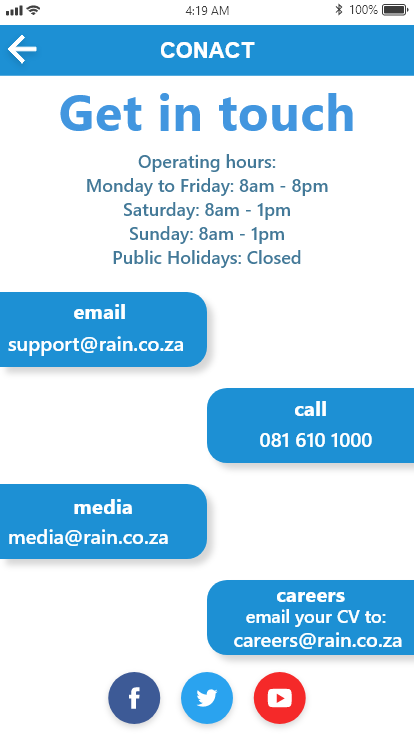 4:19 AM 100%
CONACT
Get in touch
Operating hours:
Monday to Friday: 8am - 8pm
Saturday: 8am - 1pm
Sunday: 8am - 1pm
Public Holidays: Closed
email
support@rain.co.za
call
081 610 1000
media
media@rain.co.za
careers
email your CV to:
careers@rain.co.za
f